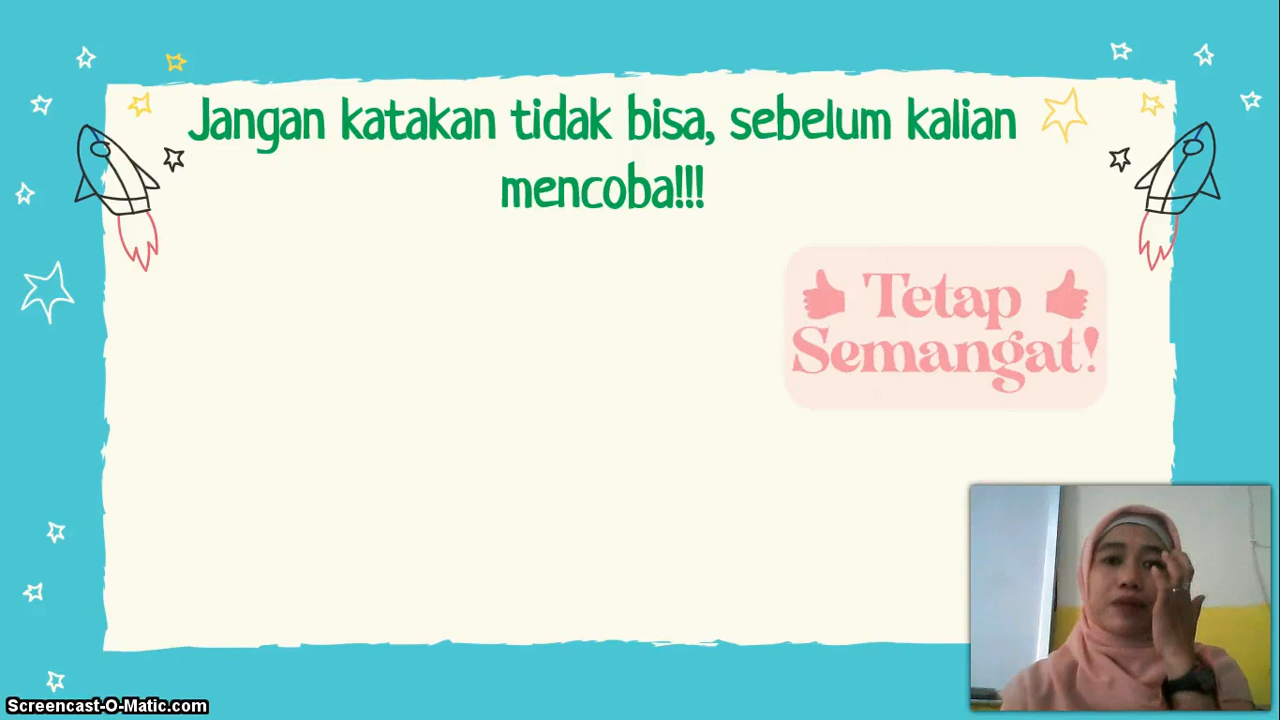 Jangan katakan tidak bisa, sebelum kalian
mencoba!!!
Tetap
Semangat!
Screencast-O-Matic.com